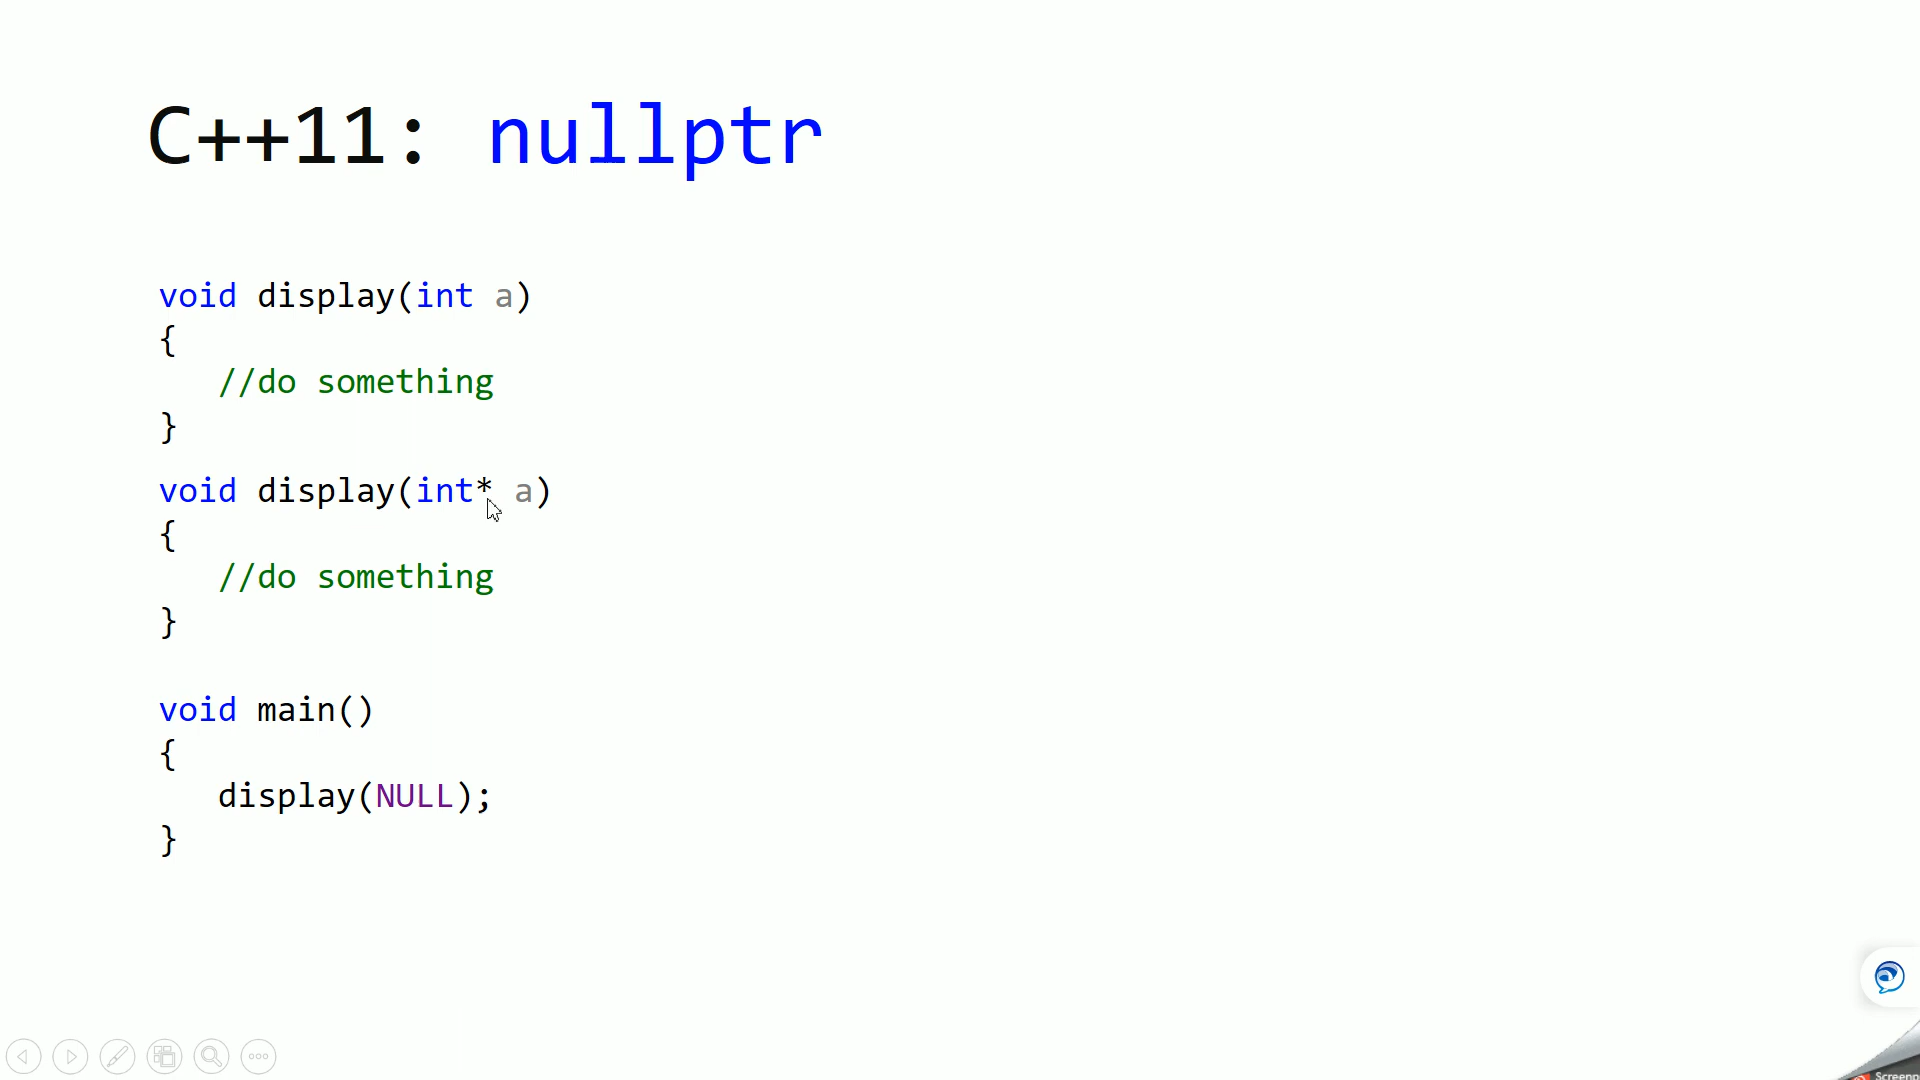 C++11: nullptr
void display(int a)
{
   //do something
}
void display(int* a)
{
   //do something
}
void main()
{
   display(NULL);
}